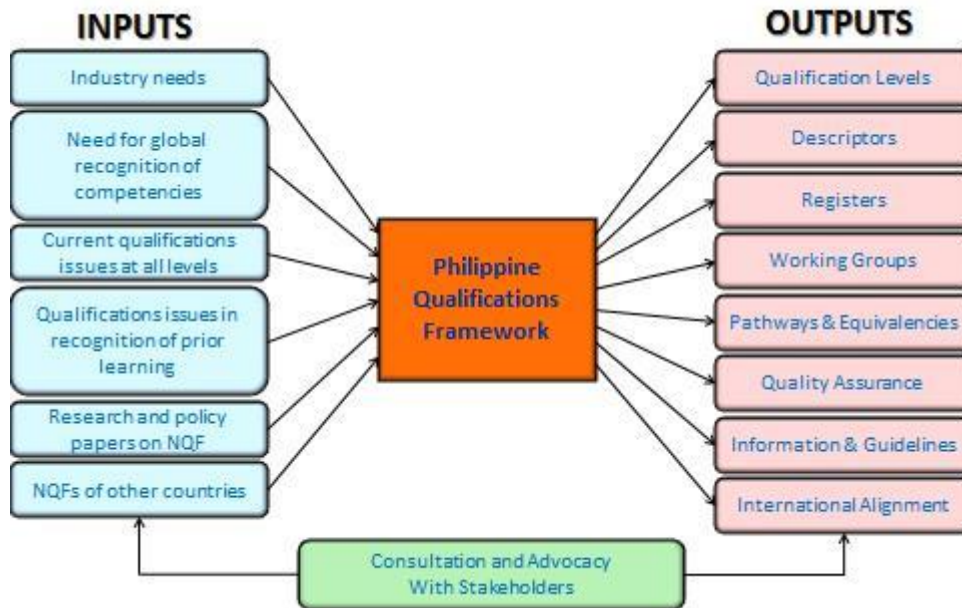 INPUTS
Industry needs
Need for global
recognition of
competencies
Current qualifications
issues at all levels
Qualifications issues in
recognition of prior
learning
Research and policy
papers on NQF
NQFs of other countries
Philippine
Qualifications
Framework
OUTPUTS
Qualification Levels
Descriptors
Registers
Working Groups
Pathways & Equivalencies
Quality Assurance
Information & Guidelines
International Alignment
Consultation and Advocacy
With Stakeholders